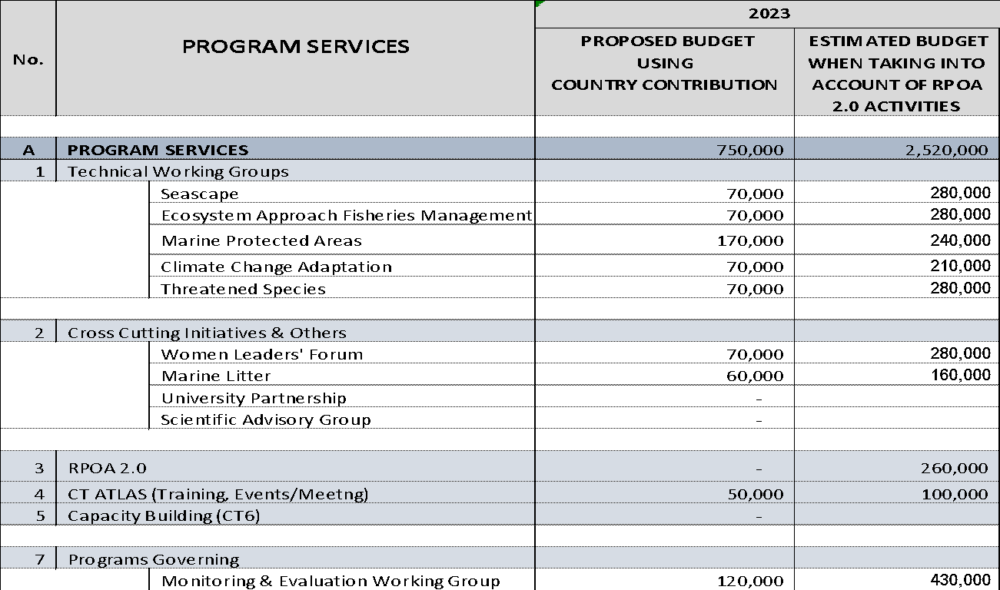 No.
PROGRAM SERVICES
2023
PROPOSED BUDGET
USING
COUNTRY CONTRIBUTION
ESTIMATED BUDGET
WHEN TAKING INTO
ACCOUNT OF RPOA
2.0 ACTIVITIES
A PROGRAM SERVICES 750,000 2,520,000
1 Technical Working Groups
Seascape 70,000 280,000
Ecosystem Approach Fisheries Management 70,000 280,000
Marine Protected Areas 170,000 240,000
Climate Change Adaptation 70,000 210,000
Threatened Species 70,000 280,000
2 Cross Cutting Initiatives & Others
Women Leaders' Forum 70,000 280,000
Marine Litter 60,000 160,000
University Partnership -
Scientific Advisory Group -
3 RPOA 2.0 - 260,000
4 CT ATLAS (Training, Events/Meetng) 50,000 100,000
5 Capacity Building (CT6) -
7 Programs Governing
Monitoring & Evaluation Working Group 120,000 430,000